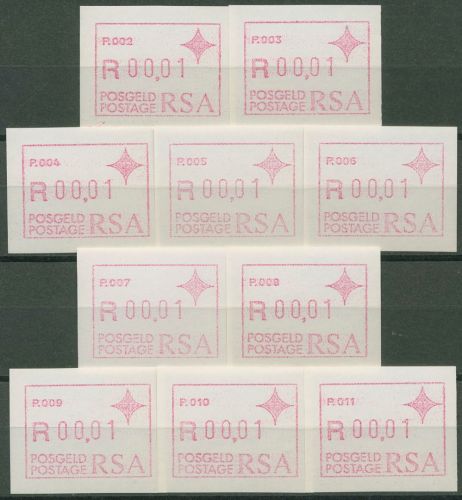 P.002
R 00,01
POSGELD
POSTAGE RSA
P.003
R 00,01
POSGELD
POSTAGE RSA
P.004
R 00,01
POSGELD
POSTAGE RSA
P.005
R 00,01
POSGELD
POSTAGE RSA
P.006
R 00,01
POSGELD
POSTAGE RSA
P.007
R 00,01
POSGELD
POSTAGE RSA
P.008
R 00,01
POSGELD
POSTAGE RSA
P.009
R 00,01
POSGELD
POSTAGE RSA
P.010
R 00,01
POSGELD
POSTAGE RSA
P.011
R 00,01
POSGELD
POSTAGE RSA